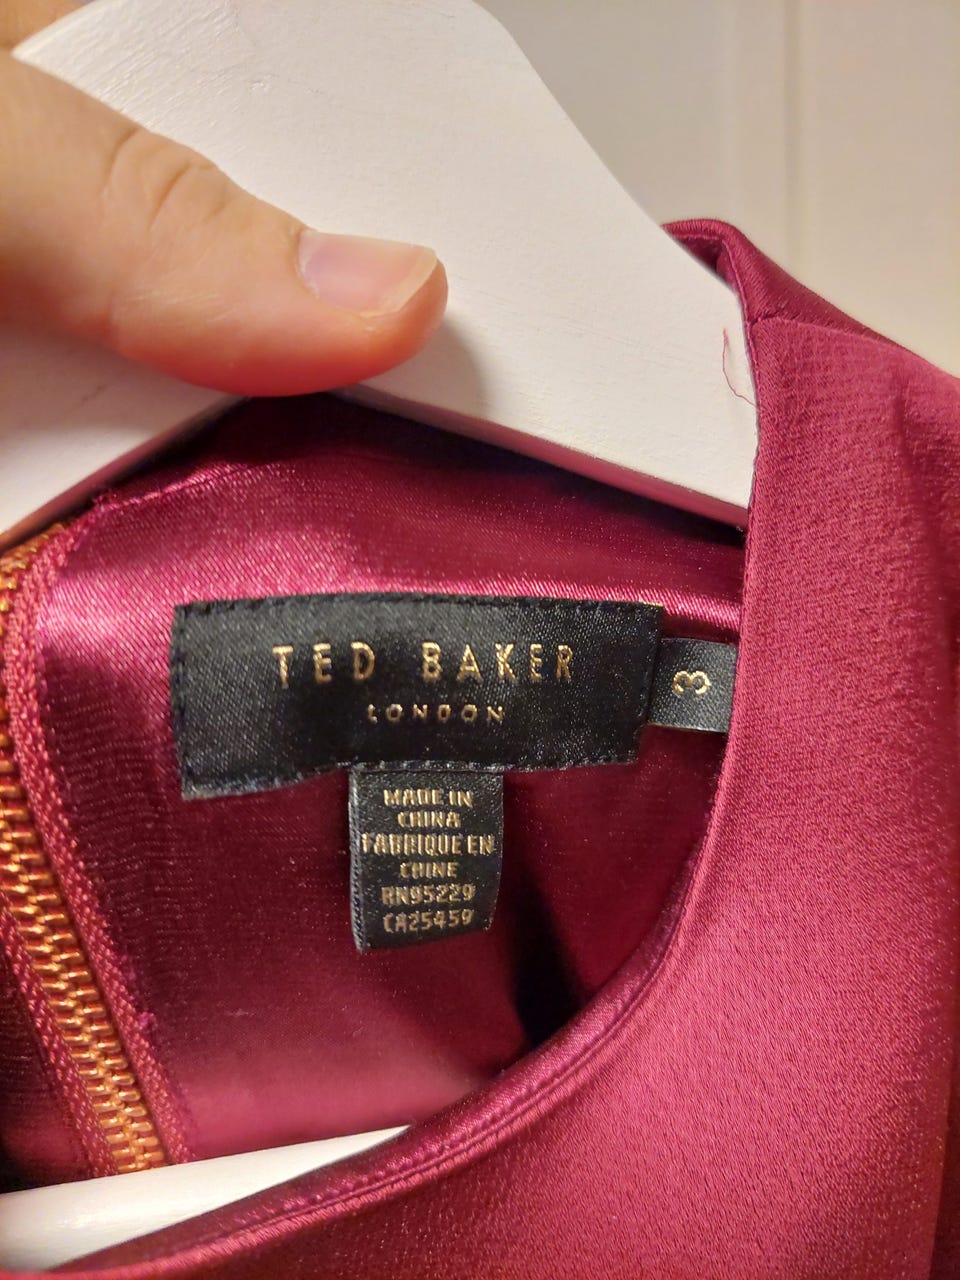 TED BAKER
LONDON
3
MADE IN
CHINA
FABRIQUE EN
CHINE
RN95229
CA25459